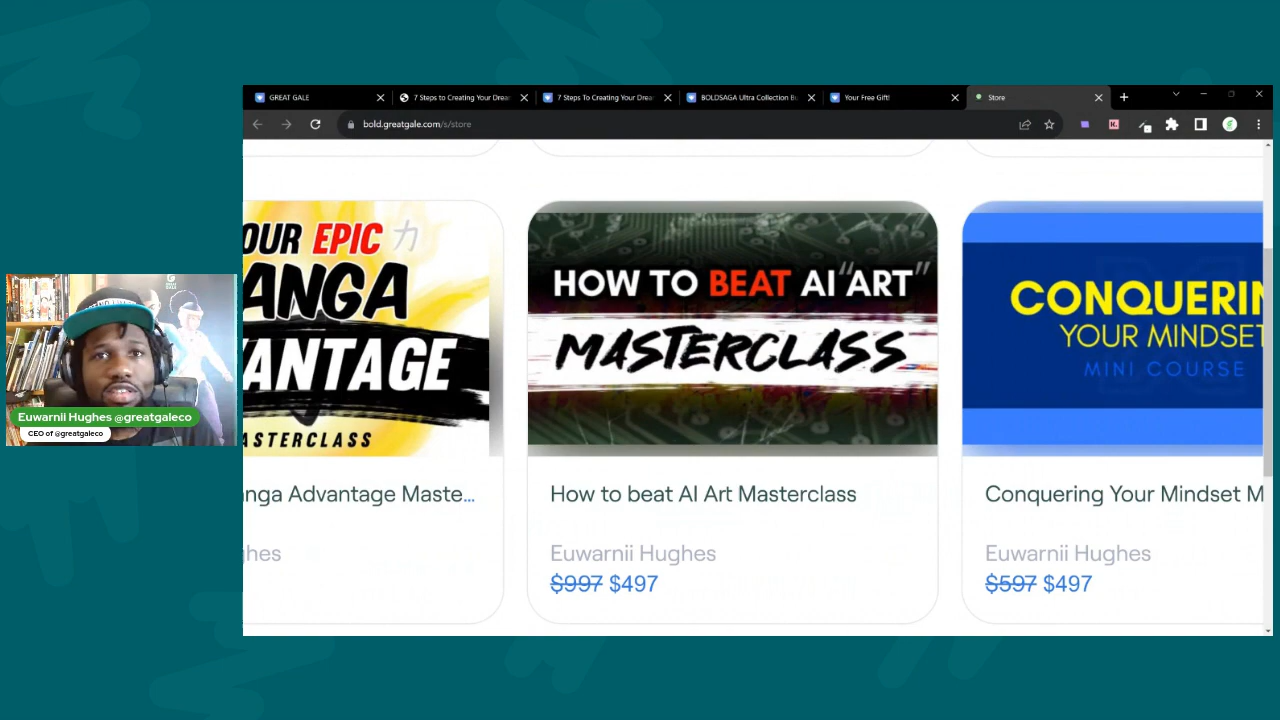 GREAT GALE
7 Steps to Creating Your Drea
7 Steps To Creating Your Drea
BOLDSAGA Ultra Collection Bu
Your Free Gift!
Store
bold.greatgale.com/s/store
OUR EPIC 力
ANGA
VANTAGE
ASTERCLASS
HOW TO BEAT AI “ART”
MASTERCLASS
CONQUERIN
YOUR MINDSET
MINI COURSE
nga Advantage Maste...
How to beat AI Art Masterclass
Conquering Your Mindset M
hes
Euwarnii Hughes
Euwarnii Hughes
$997 $497
$597 $497
Euwarnii Hughes @greatgaleco
CEO of @greatgaleco